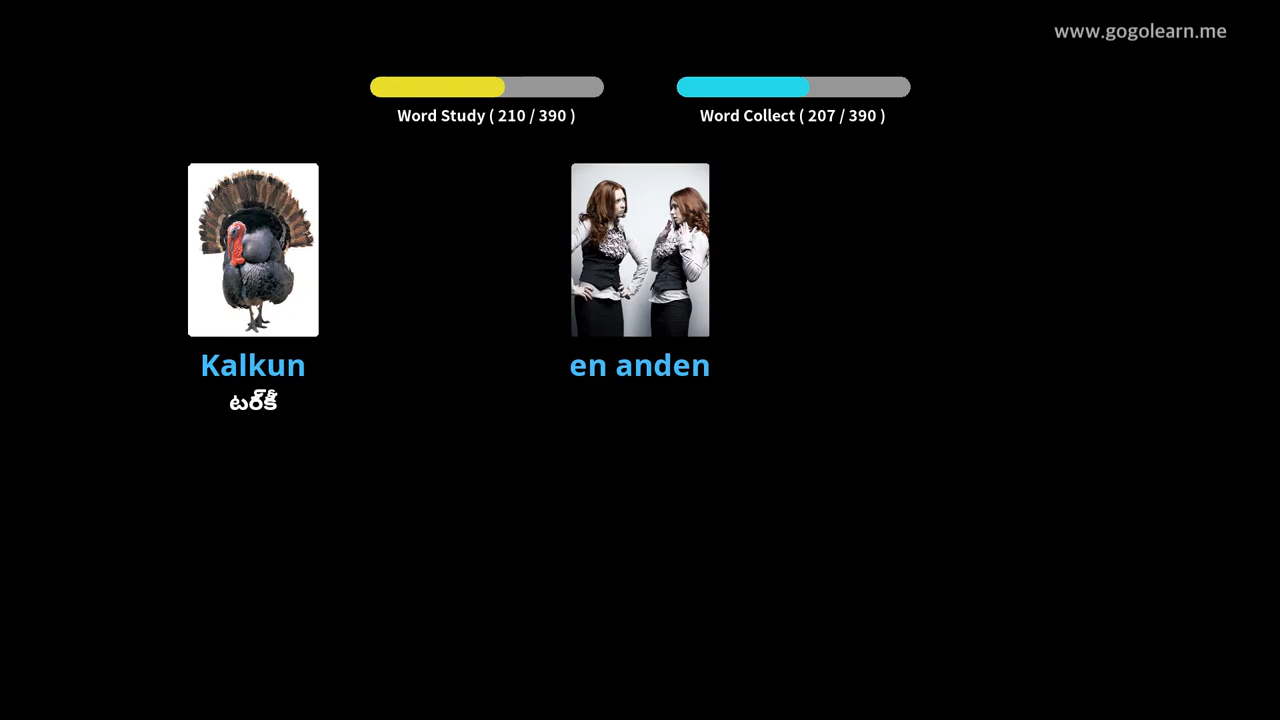 www.gogolearn.me
Word Study ( 210 / 390 )
Word Collect ( 207 / 390 )
Kalkun
en anden
టర్‌కీ